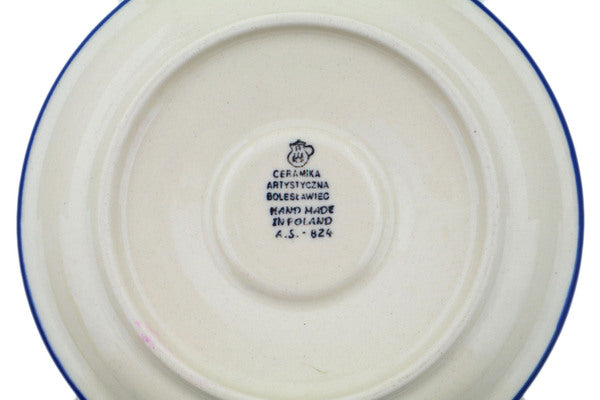 CERAMIKA
ARTYSTYCZNA
BOLESŁAWIEC
HAND MADE
IN POLAND
A.S. - 824